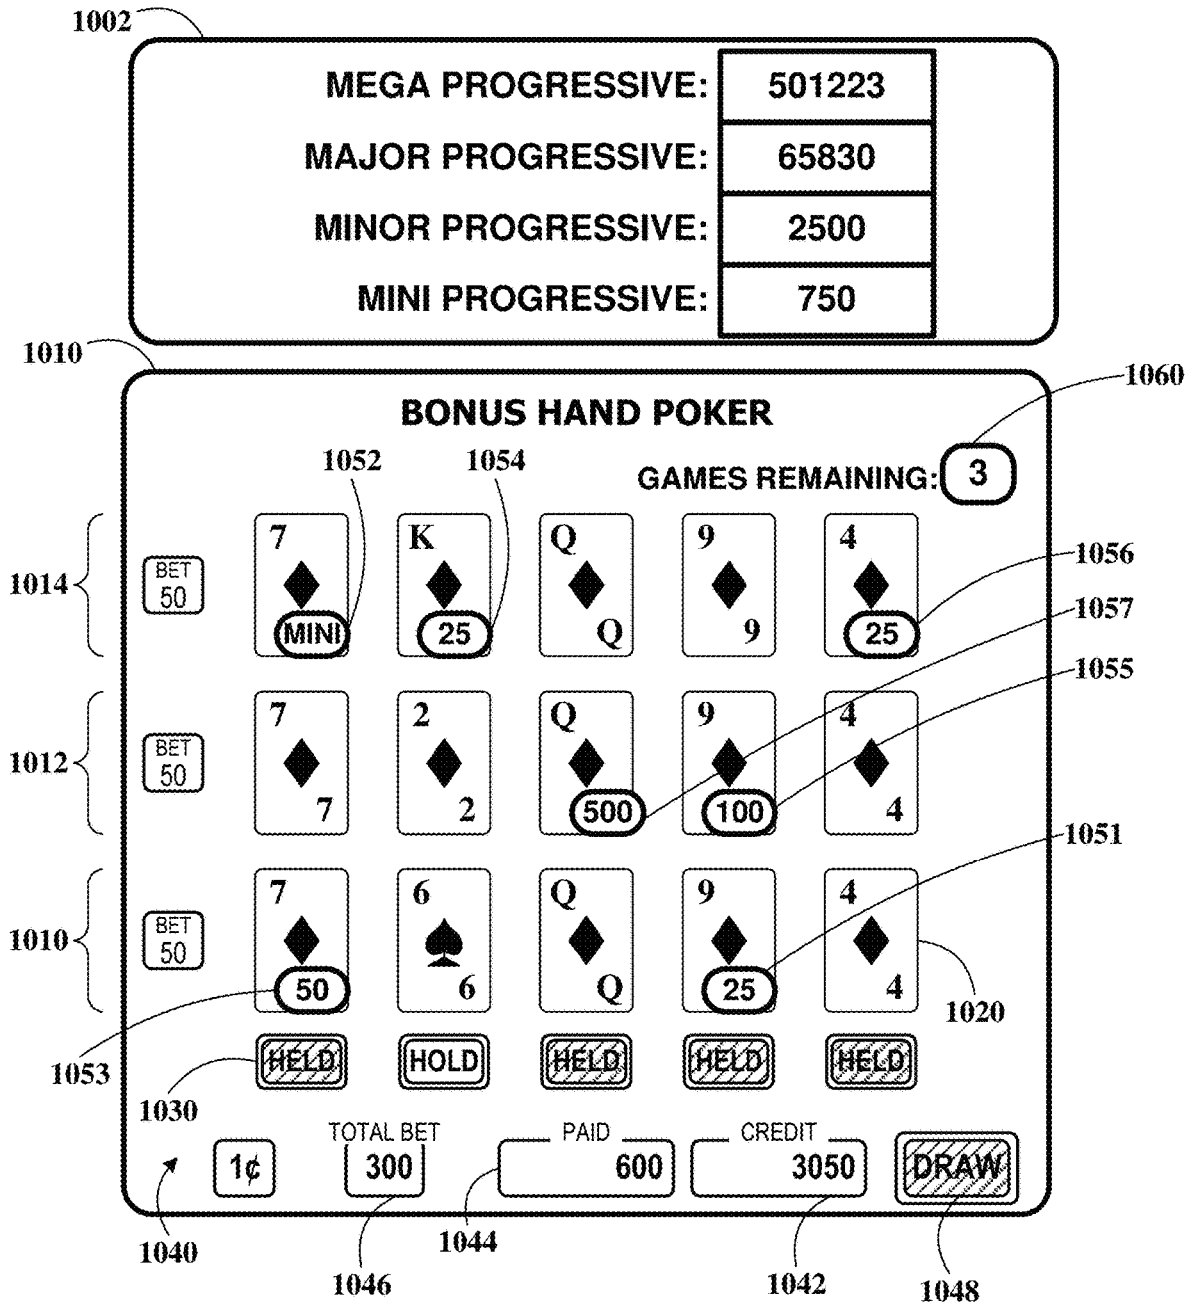 1002
MEGA PROGRESSIVE: 501223
MAJOR PROGRESSIVE: 65830
MINOR PROGRESSIVE: 2500
MINI PROGRESSIVE: 750
1010
1060
BONUS HAND POKER
1052 1054
GAMES REMAINING: 3
7 K Q 9 4
1014 BET 50
1056
1057
MINI 25 Q 9 25
1055
7 2 Q 9 4
1012 BET 50
7 2 500 100 4
1051
7 6 Q 9 4
1010 BET 50
50 6 Q 25 4
1020
HELD HOLD HELD HELD HELD
1053
1030
TOTAL BET PAID CREDIT
1¢ 300 600 3050 DRAW
1040 1046 1044 1042 1048